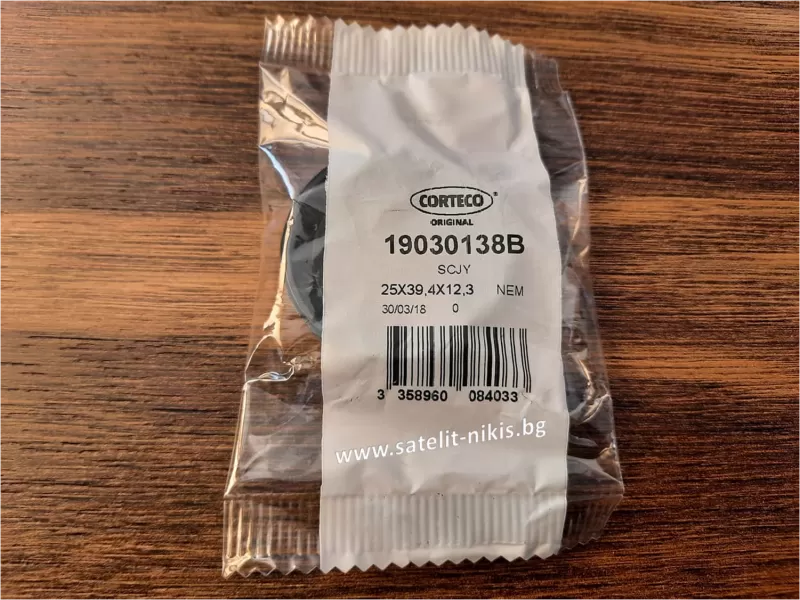 CORTECO®
ORIGINAL
19030138B
SCJY
25X39,4X12,3 NEM
30/03/18 0
3 358960 084033
www.satelit-nikis.bg